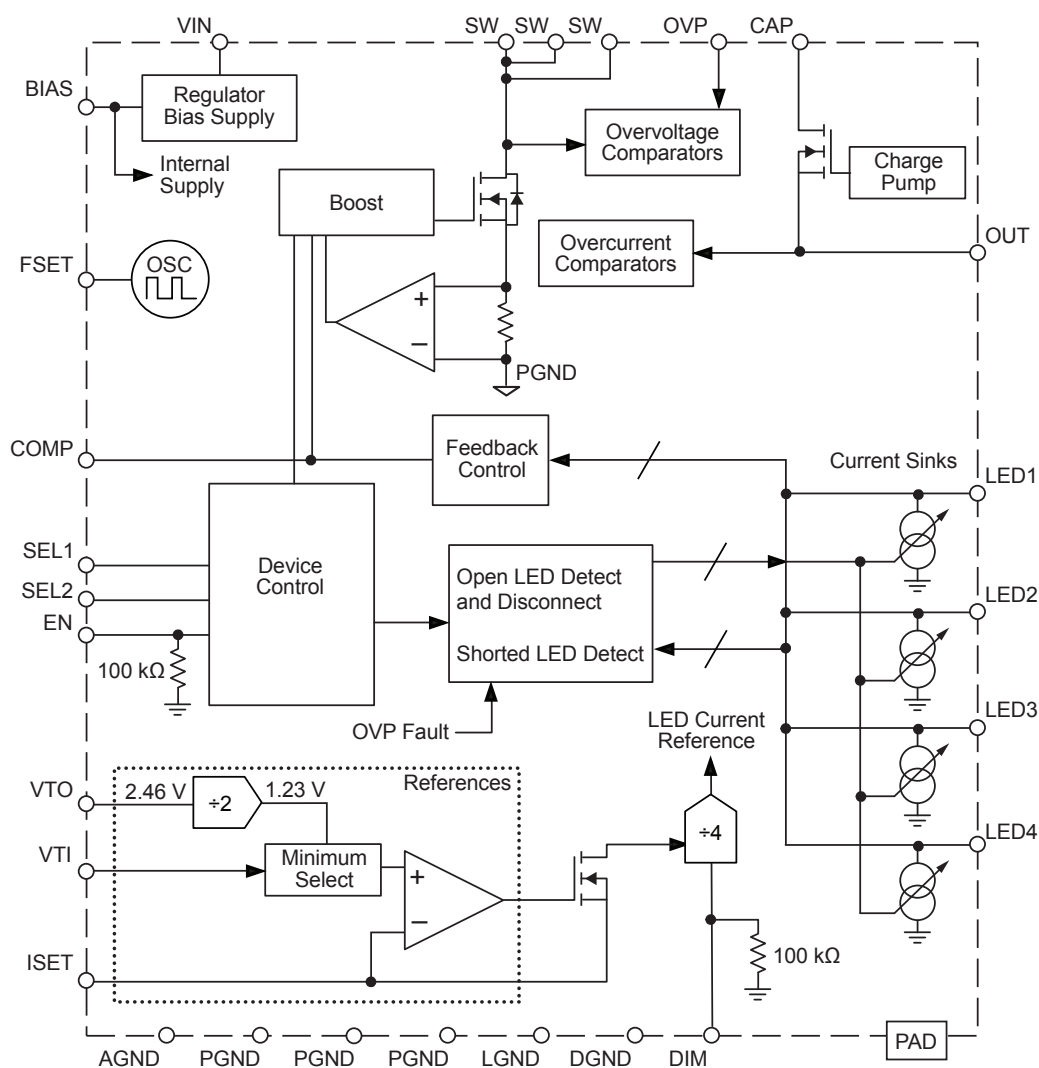 VIN
SW
SW
SW
OVP
CAP
BIAS
Regulator
Bias Supply
Internal
Supply
Overvoltage
Comparators
Charge
Pump
Boost
OUT
Overcurrent
Comparators
FSET
OSC
+
−
PGND
COMP
Feedback
Control
Current Sinks
LED1
SEL1
SEL2
EN
Device
Control
Open LED Detect
and Disconnect
Shorted LED Detect
LED2
100 kΩ
OVP Fault
LED Current
Reference
LED3
References
VTO
2.46 V
÷2
1.23 V
÷4
LED4
VTI
Minimum
Select
+
−
ISET
100 kΩ
AGND
PGND
PGND
PGND
LGND
DGND
DIM
PAD